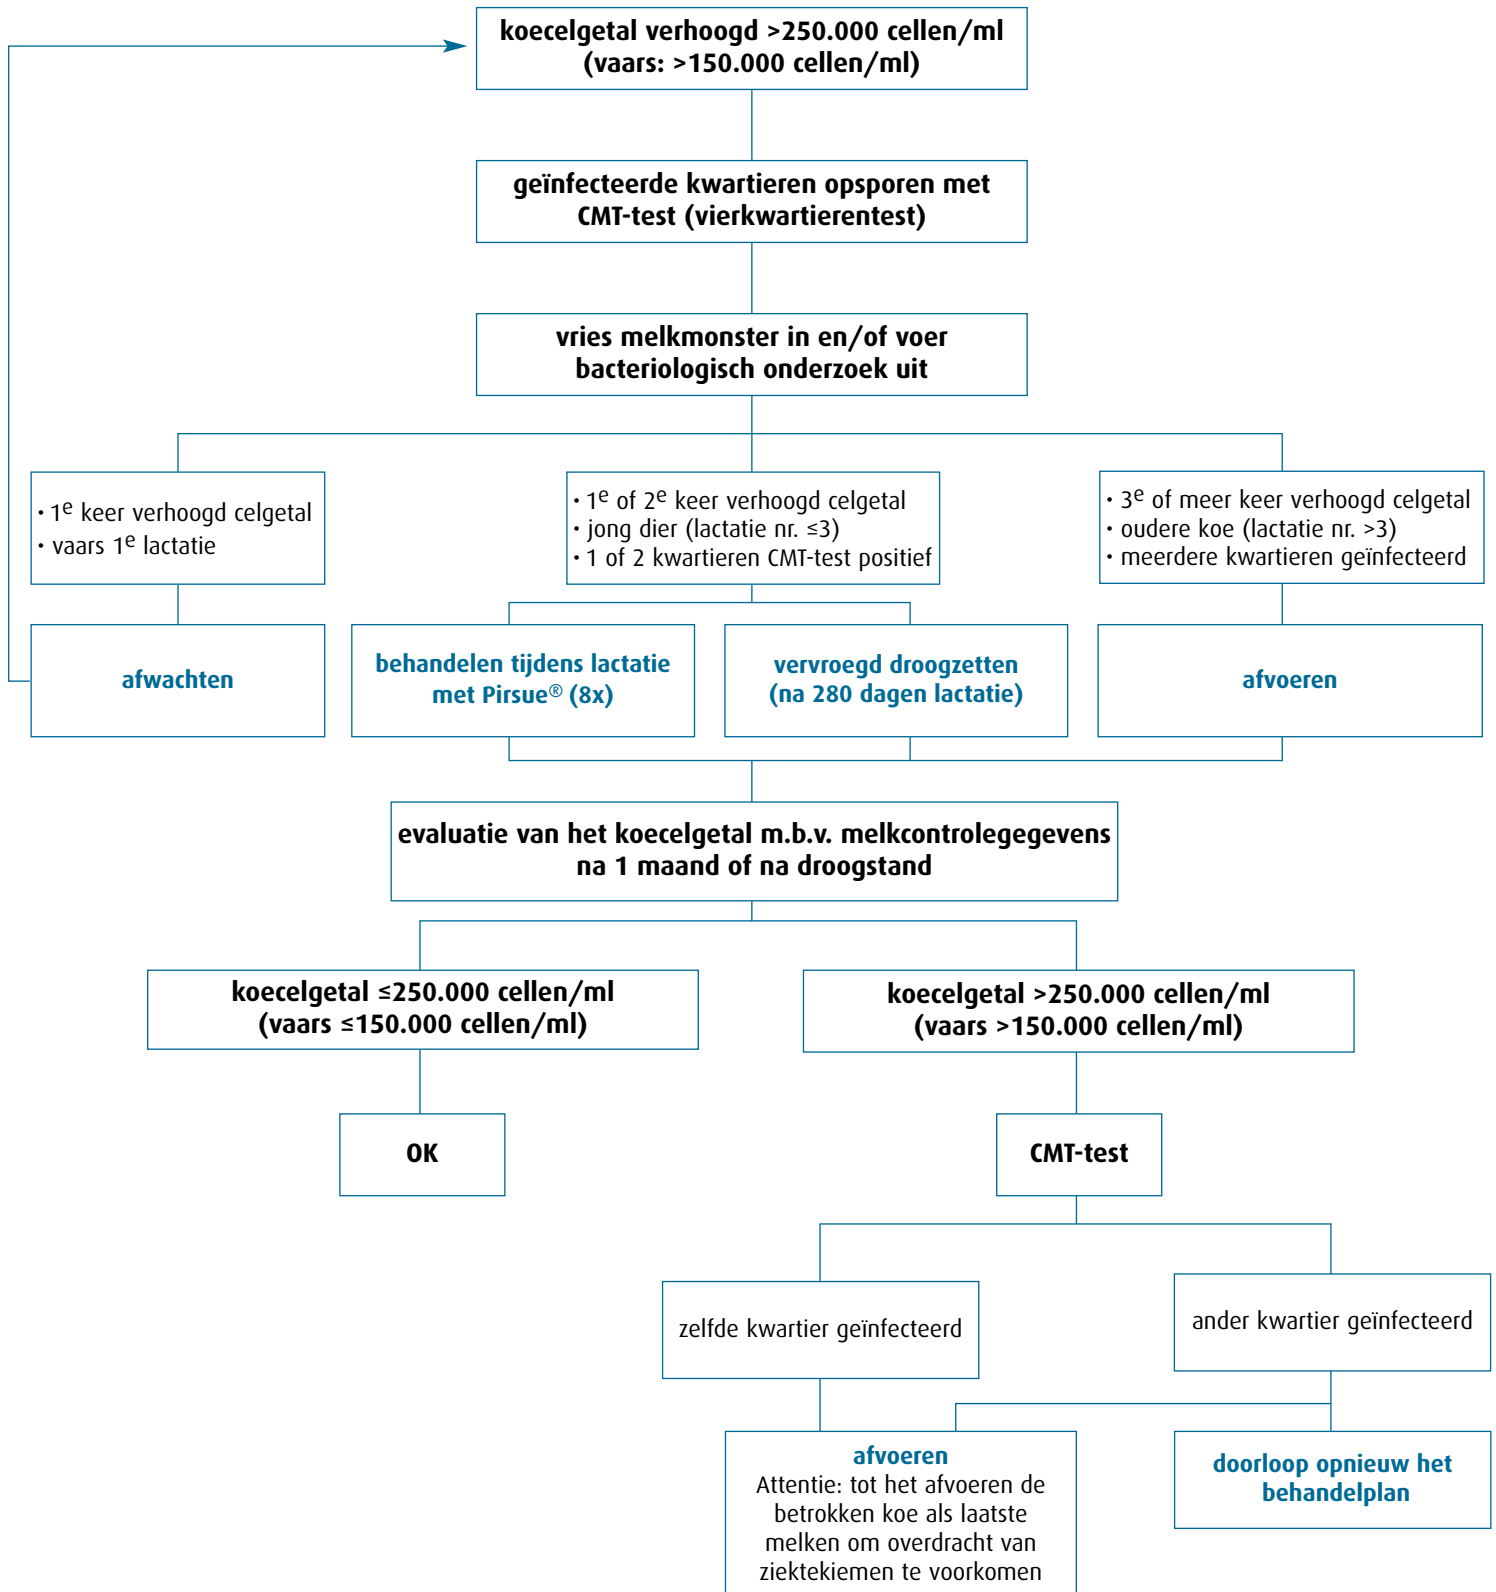 koecelgetal verhoogd >250.000 cellen/ml
(vaars: >150.000 cellen/ml)
geïnfecteerde kwartieren opsporen met
CMT-test (vierkwartierentest)
vries melkmonster in en/of voer
bacteriologisch onderzoek uit
• 1e keer verhoogd celgetal
• vaars 1e lactatie
• 1e of 2e keer verhoogd celgetal
• jong dier (lactatie nr. ≤3)
• 1 of 2 kwartieren CMT-test positief
• 3e of meer keer verhoogd celgetal
• oudere koe (lactatie nr. >3)
• meerdere kwartieren geïnfecteerd
afwachten
behandelen tijdens lactatie
met Pirsue® (8x)
vervroegd droogzetten
(na 280 dagen lactatie)
afvoeren
evaluatie van het koecelgetal m.b.v. melkcontrolegegevens
na 1 maand of na droogstand
koecelgetal ≤250.000 cellen/ml
(vaars ≤150.000 cellen/ml)
koecelgetal >250.000 cellen/ml
(vaars >150.000 cellen/ml)
OK
CMT-test
zelfde kwartier geïnfecteerd
ander kwartier geïnfecteerd
afvoeren
Attentie: tot het afvoeren de
betrokken koe als laatste
melken om overdracht van
ziektekiemen te voorkomen
doorloop opnieuw het
behandelplan